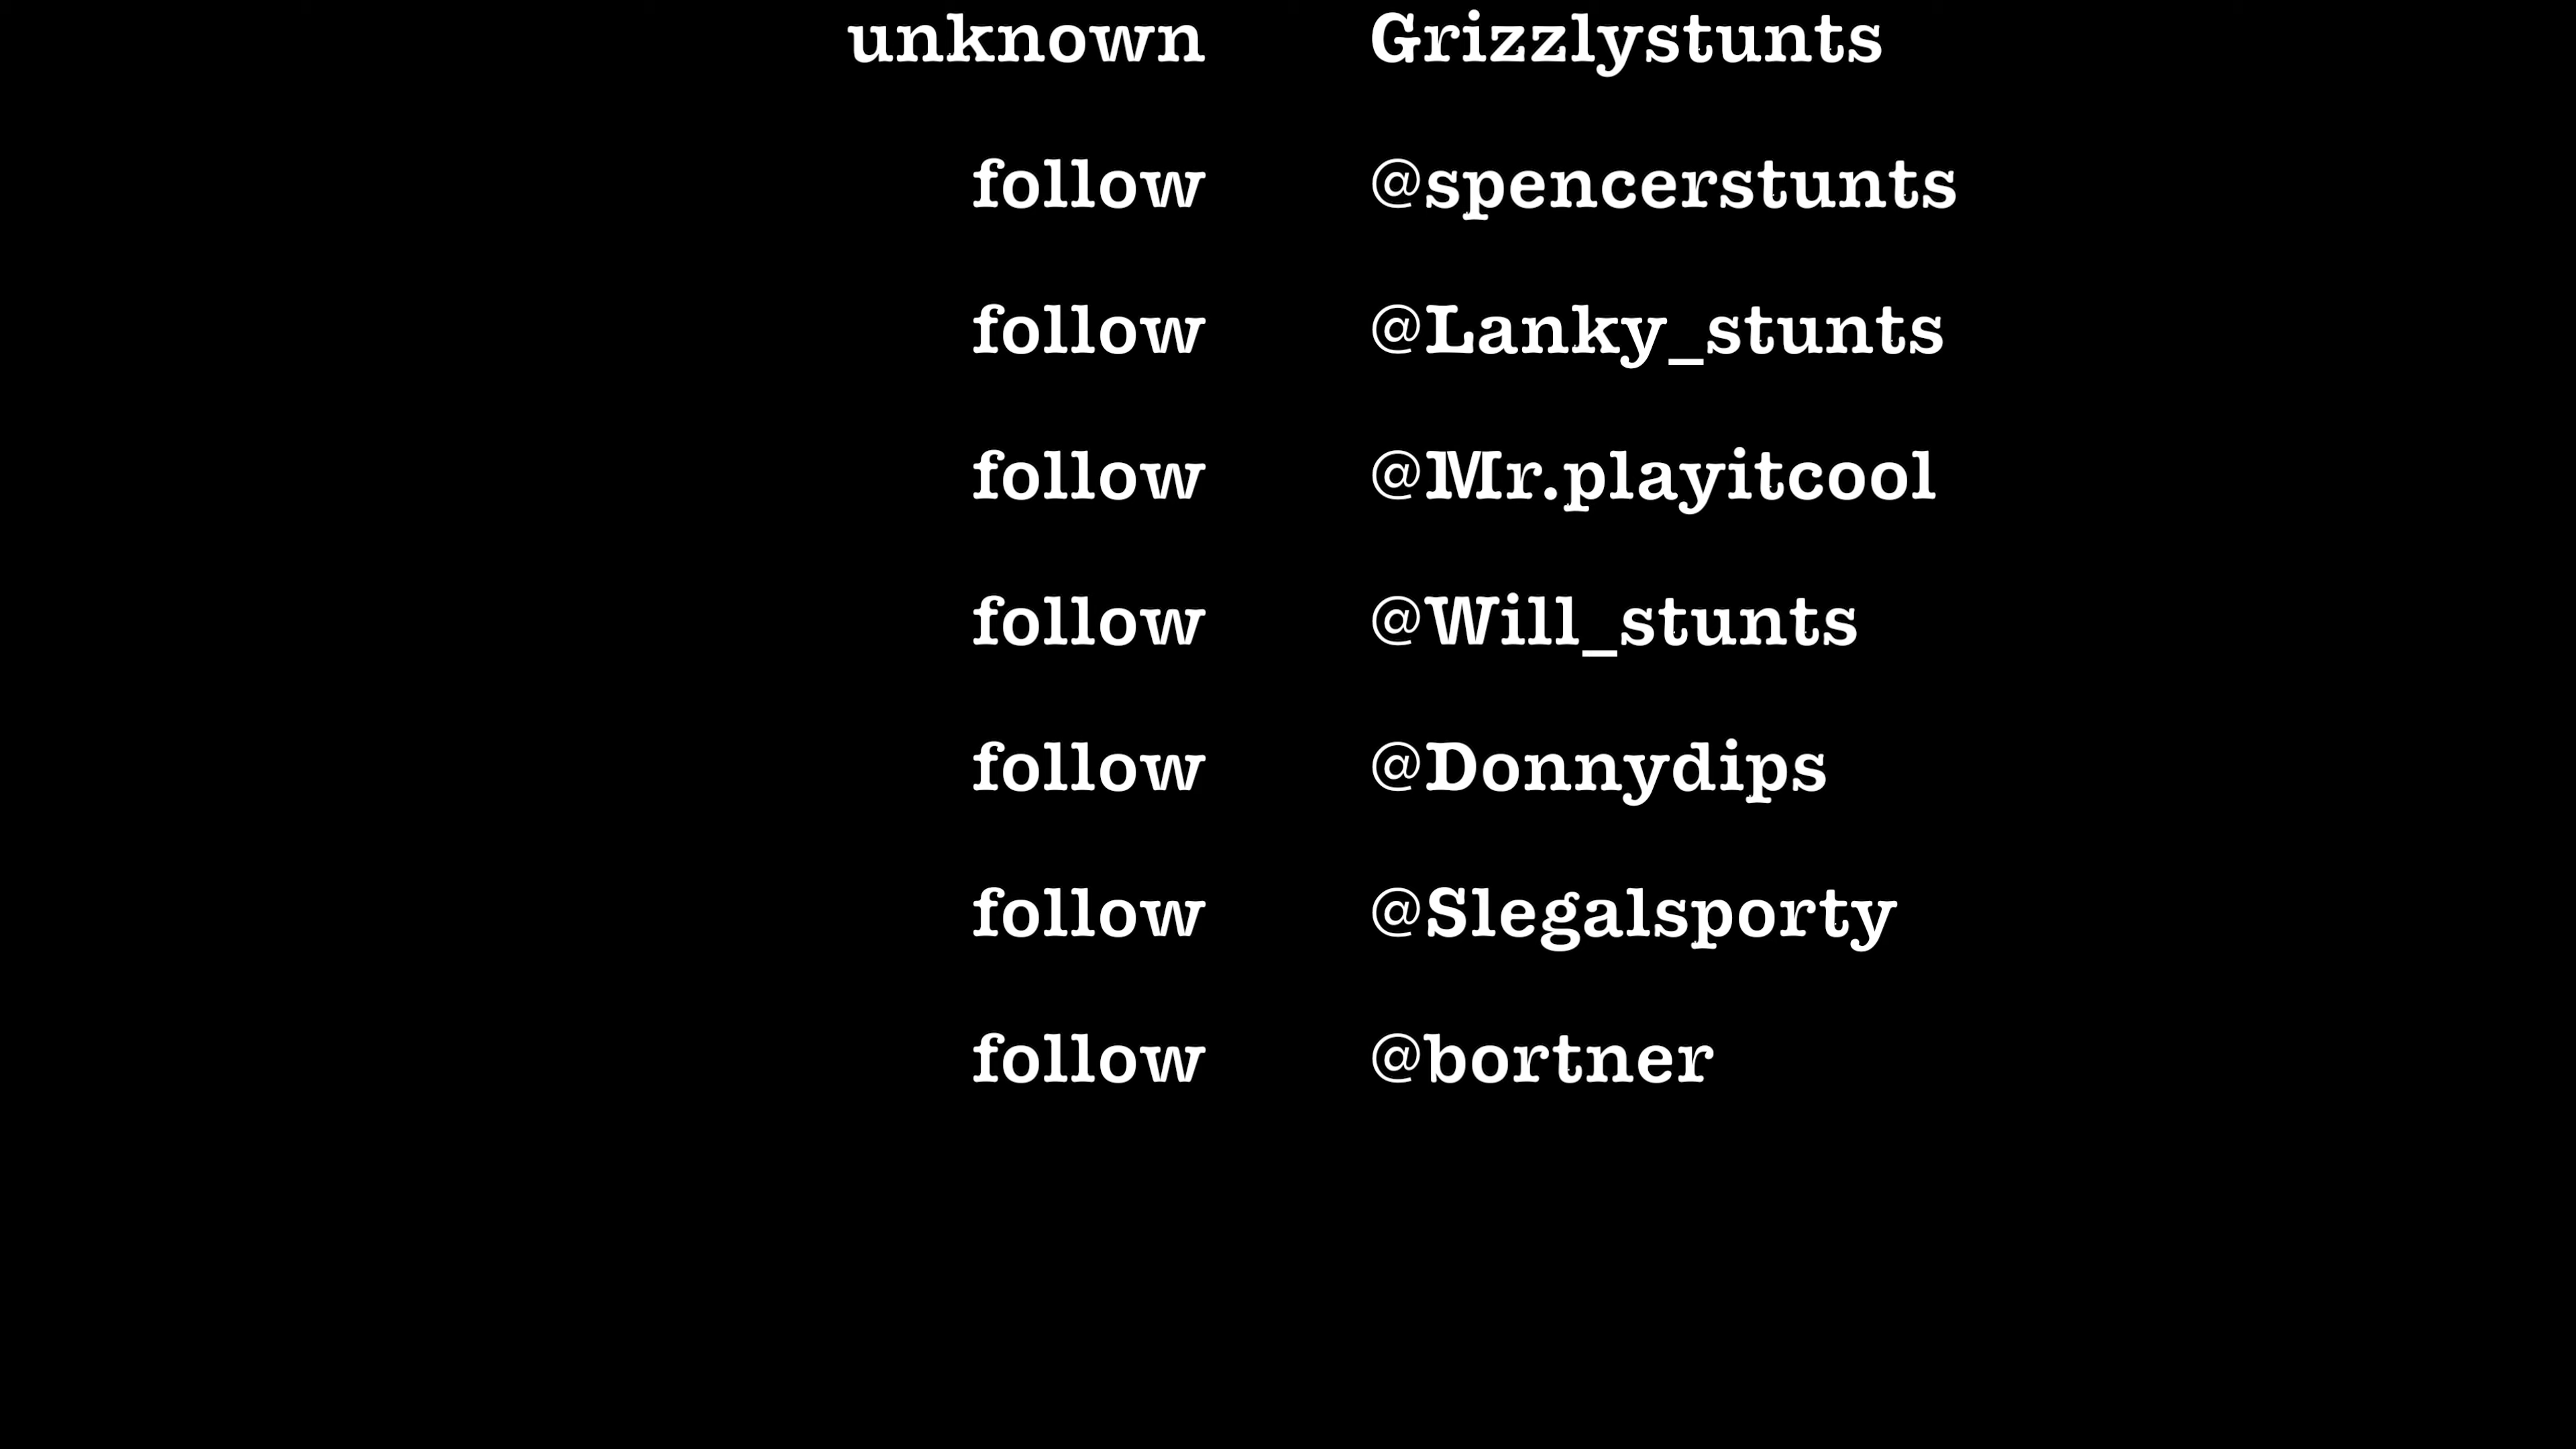 unknown Grizzlystunts
follow @spencerstunts
follow @Lanky_stunts
follow @Mr.playitcool
follow @Will_stunts
follow @Donnydips
follow @Slegalsporty
follow @bortner